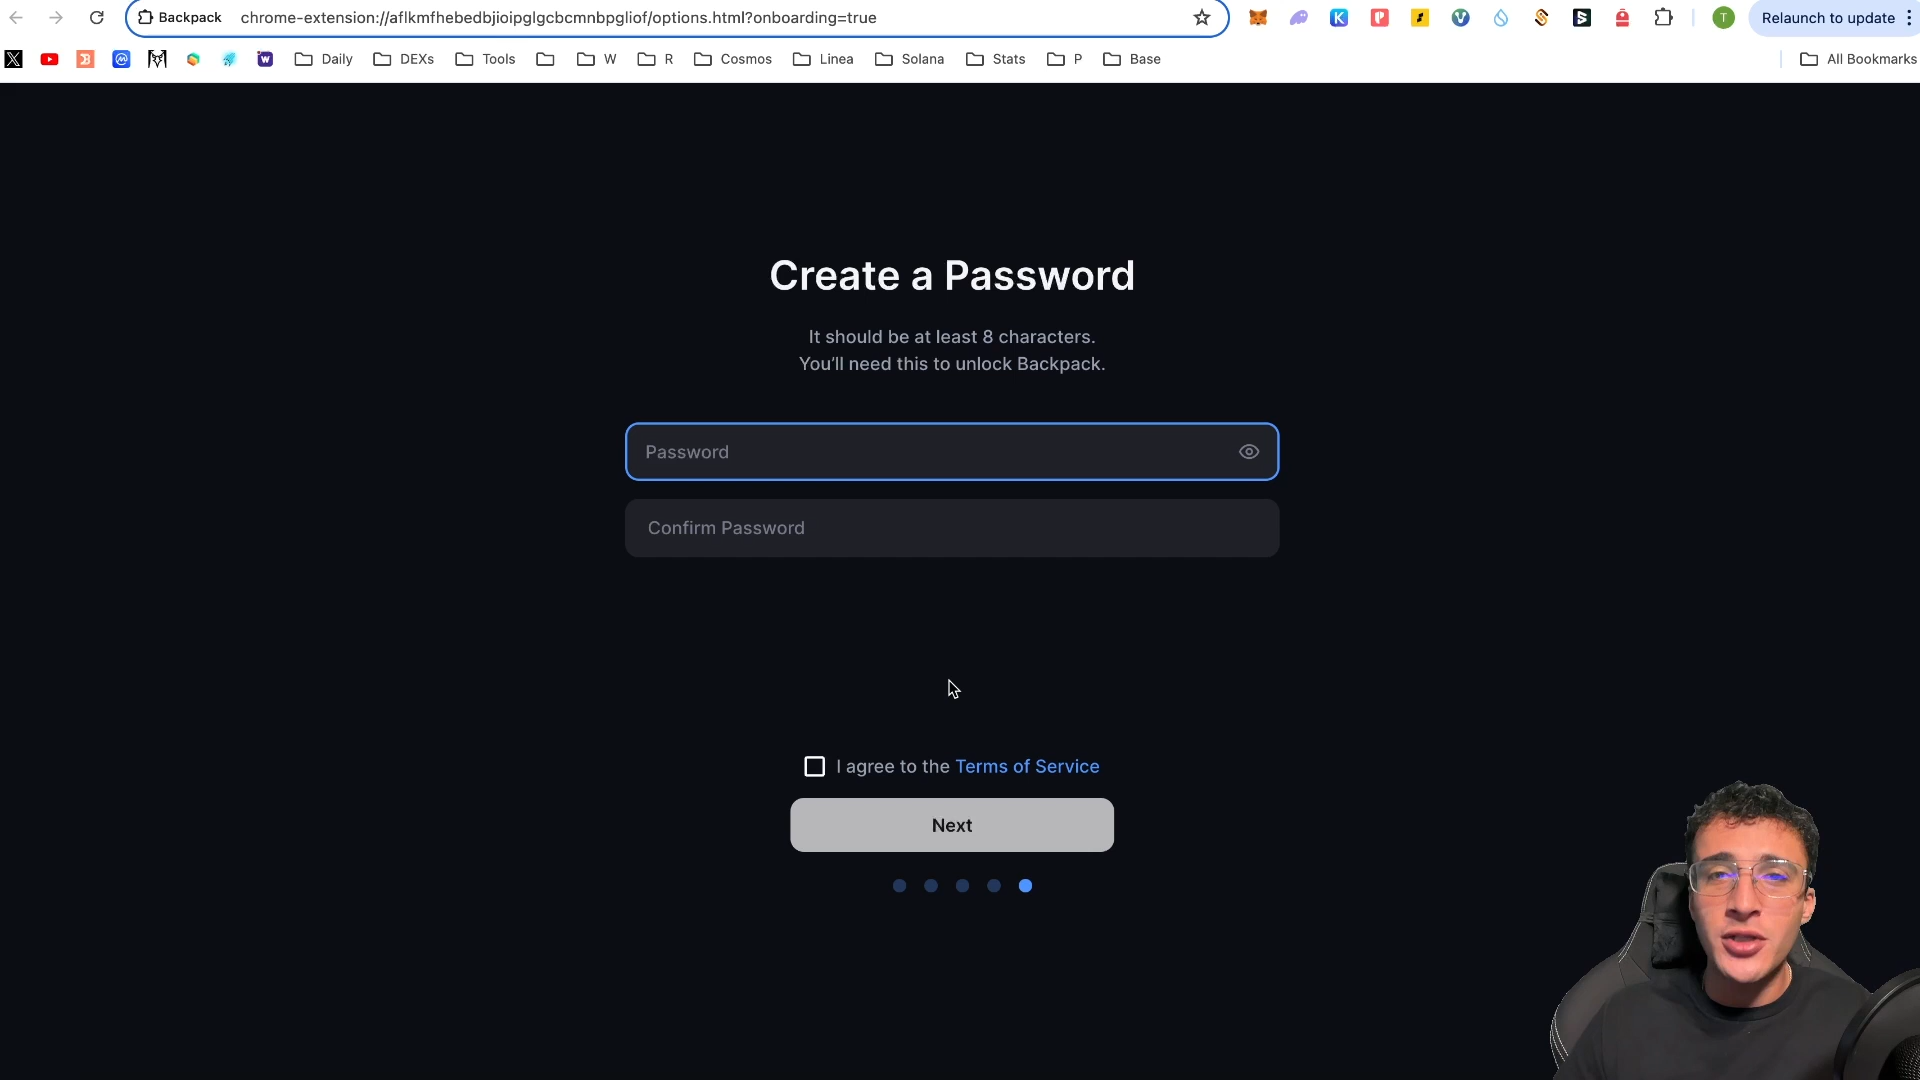 Backpack chrome-extension://aflkmfhebedbjioipglgcbcmnbpgliof/options.html?onboarding=true T Relaunch to update
Daily DEXs Tools W R Cosmos Linea Solana Stats P Base All Bookmarks
Create a Password
It should be at least 8 characters.
You'll need this to unlock Backpack.
Password
Confirm Password
I agree to the Terms of Service
Next